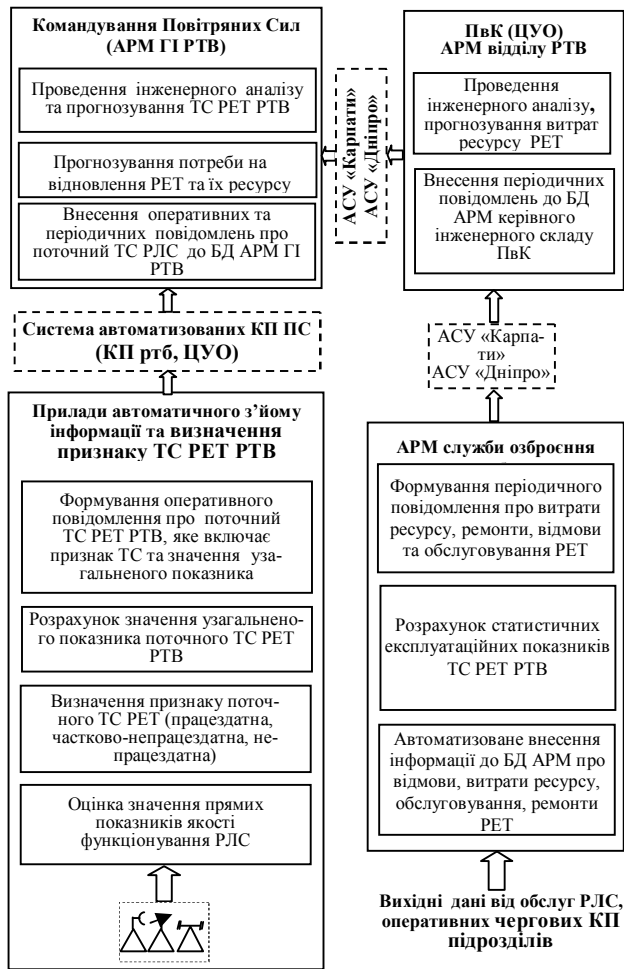 Командування Повітряних Сил
(АРМ ГІ РТВ)
Проведення інженерного аналізу
та прогнозування ТС РЕТ РТВ
Прогнозування потреби на
відновлення РЕТ та їх ресурсу
Внесення оперативних та
періодичних повідомлень про
поточний ТС РЛС до БД АРМ ГІ
РТВ
АСУ «Карпати»
АСУ «Дніпро»
ПвК (ЦУО)
АРМ відділу РТВ
Проведення
інженерного аналізу,
прогнозування витрат
ресурсу РЕТ
Внесення періодичних
повідомлень до БД
АРМ керівного
інженерного складу
ПвК
Система автоматизованих КП ПС
(КП ртб, ЦУО)
АСУ «Карпа-
ти»
АСУ «Дніпро»
Прилади автоматичного з’йому
інформації та визначення
признаку ТС РЕТ РТВ
Формування оперативного
повідомлення про поточний
ТС РЕТ РТВ, яке включає
признак ТС та значення уза-
гальненого показника
Розрахунок значення узагальнено-
го показника поточного ТС РЕТ
РТВ
Визначення признаку поточ-
ного ТС РЕТ (працездатна,
частково-непрацездатна, не-
працездатна)
Оцінка значення прямих
показників якості
функціонування РЛС
АРМ служби озброєння
Формування періодичного
повідомлення про витрати
ресурсу, ремонти, відмови
та обслуговування РЕТ
Розрахунок статистичних
експлуатаційних показників
ТС РЕТ РТВ
Автоматизоване внесення
інформації до БД АРМ про
відмови, витрати ресурсу,
обслуговування, ремонти
РЕТ
Вихідні дані від обслуг РЛС,
оперативних чергових КП
підрозділів